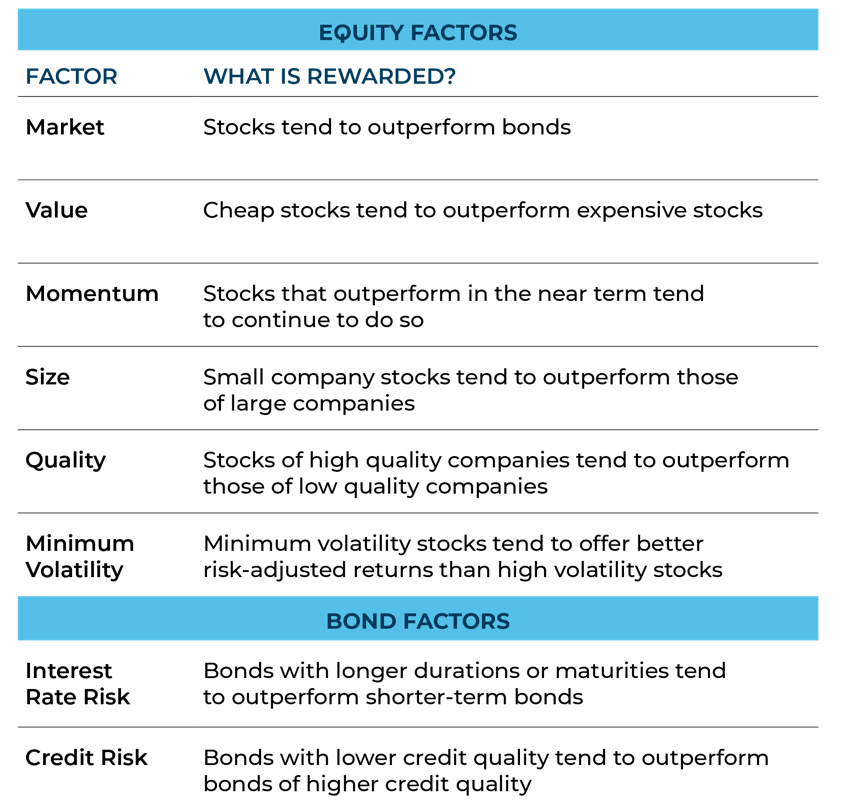 EQUITY FACTORS
FACTOR WHAT IS REWARDED?
Market Stocks tend to outperform bonds
Value Cheap stocks tend to outperform expensive stocks
Momentum Stocks that outperform in the near term tend
to continue to do so
Size Small company stocks tend to outperform those
of large companies
Quality Stocks of high quality companies tend to outperform
those of low quality companies
Minimum Minimum volatility stocks tend to offer better
Volatility risk-adjusted returns than high volatility stocks
BOND FACTORS
Interest Bonds with longer durations or maturities tend
Rate Risk to outperform shorter-term bonds
Credit Risk Bonds with lower credit quality tend to outperform
bonds of higher credit quality